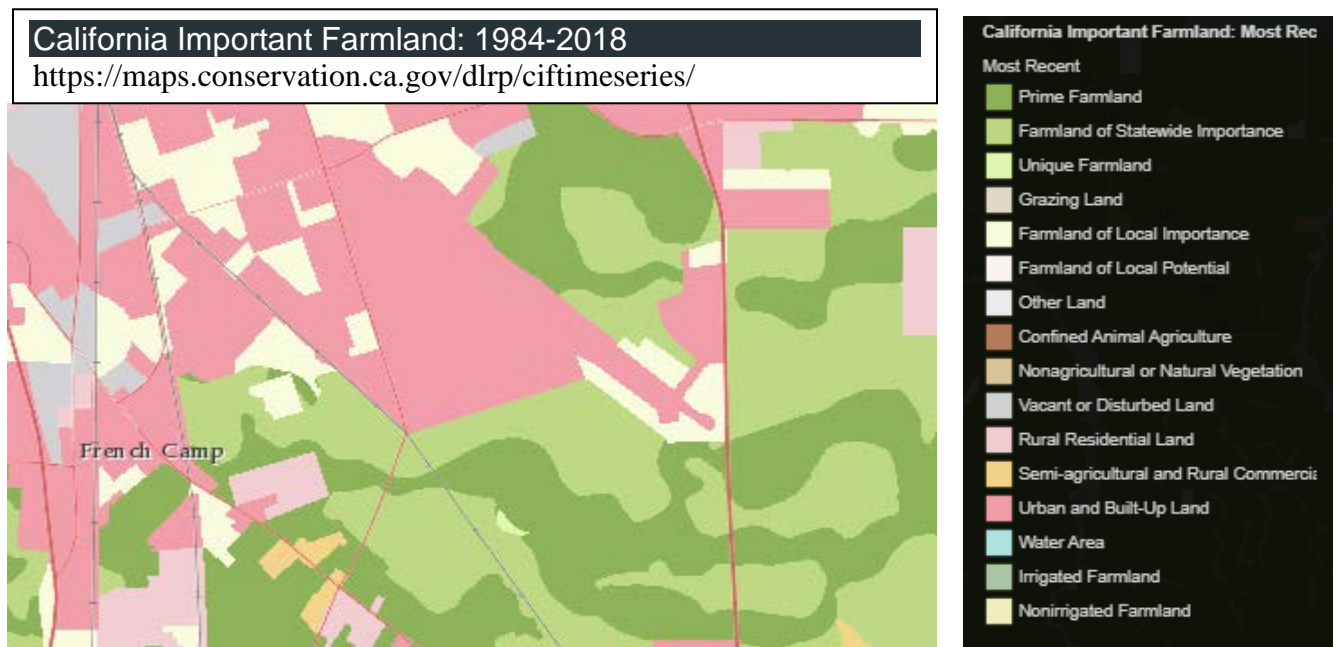 California Important Farmland: 1984-2018
https://maps.conservation.ca.gov/dlrp/ciftimeseries/
French Camp
California Important Farmland: Most Rec
Most Recent
Prime Farmland
Farmland of Statewide Importance
Unique Farmland
Grazing Land
Farmland of Local Importance
Farmland of Local Potential
Other Land
Confined Animal Agriculture
Nonagricultural or Natural Vegetation
Vacant or Disturbed Land
Rural Residential Land
Semi-agricultural and Rural Commercia
Urban and Built-Up Land
Water Area
Irrigated Farmland
Nonirrigated Farmland